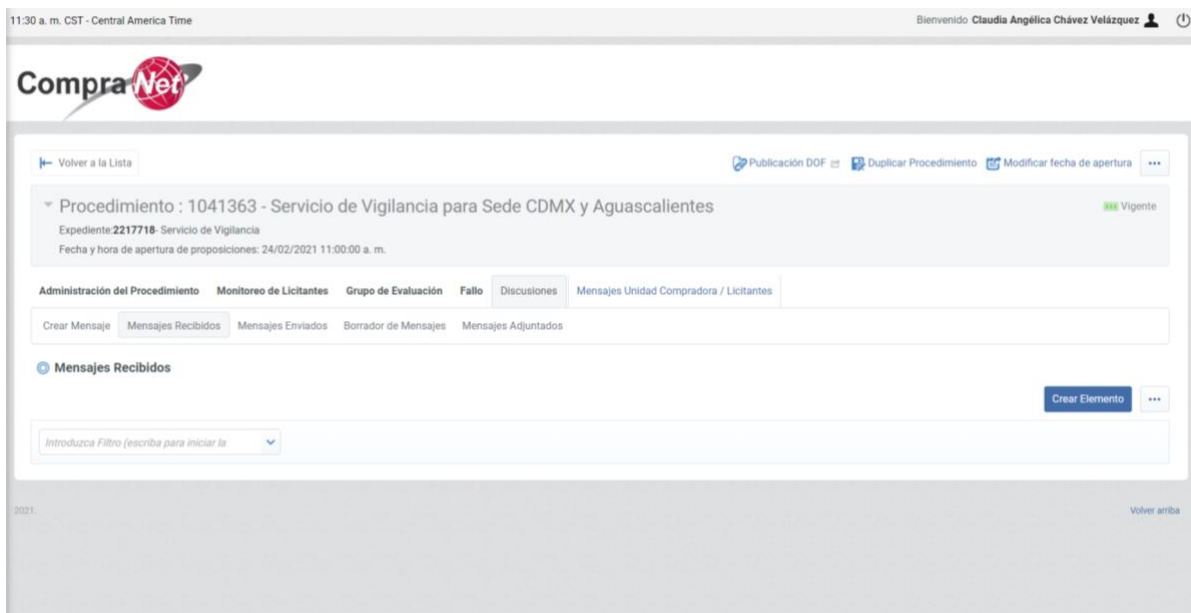 11:30 a. m. CST - Central America Time
Bienvenido Claudia Angélica Chávez Velázquez
CompraNet
Volver a la Lista
Publicación DOF
Duplicar Procedimiento
Modificar fecha de apertura
...
Procedimiento : 1041363 - Servicio de Vigilancia para Sede CDMX y Aguascalientes
Vigente
Expediente:2217718- Servicio de Vigilancia
Fecha y hora de apertura de proposiciones: 24/02/2021 11:00:00 a. m.
Administración del Procedimiento
Monitoreo de Licitantes
Grupo de Evaluación
Fallo
Discusiones
Mensajes Unidad Compradora / Licitantes
Crear Mensaje
Mensajes Recibidos
Mensajes Enviados
Borrador de Mensajes
Mensajes Adjuntados
Mensajes Recibidos
Crear Elemento
...
Introduzca Filtro (escriba para iniciar la
2021.
Volver arriba